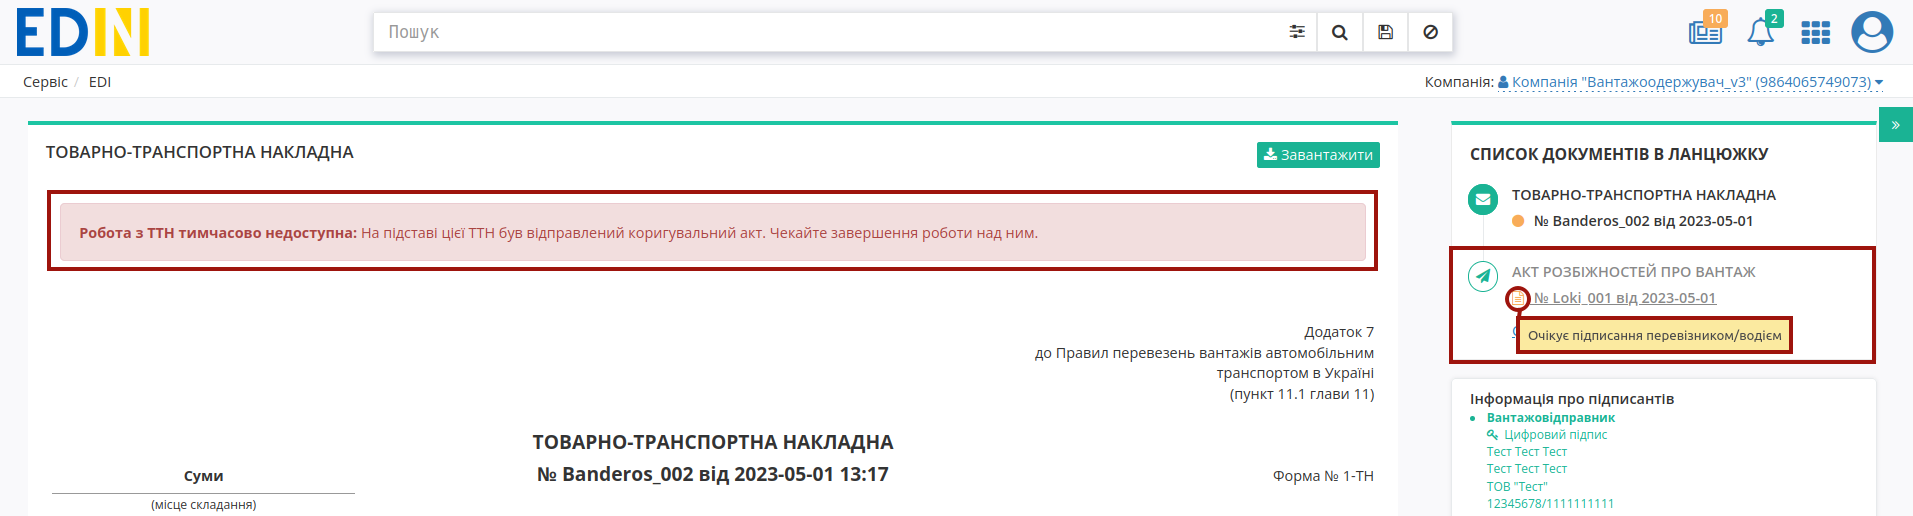 EDIN
Пошук
10
2
Сервіс / EDI
Компанія: Компанія "Вантажоодержувач_v3" (9864065749073)
ТОВАРНО-ТРАНСПОРТНА НАКЛАДНА
Завантажити
Робота з ТТН тимчасово недоступна: На підставі цієї ТТН був відправлений коригувальний акт. Чекайте завершення роботи над ним.
Додаток 7
до Правил перевезень вантажів автомобільним
транспортом в Україні
(пункт 11.1 глави 11)
ТОВАРНО-ТРАНСПОРТНА НАКЛАДНА
№ Banderos_002 від 2023-05-01 13:17
Суми
Форма № 1-ТН
(місце складання)
»
СПИСОК ДОКУМЕНТІВ В ЛАНЦЮЖКУ
ТОВАРНО-ТРАНСПОРТНА НАКЛАДНА
№ Banderos_002 від 2023-05-01
АКТ РОЗБІЖНОСТЕЙ ПРО ВАНТАЖ
№ Loki_001 від 2023-05-01
Очікує підписання перевізником/водієм
Інформація про підписантів
• Вантажовідправник
Цифровий підпис
Тест Тест Тест
Тест Тест Тест
ТОВ "Тест"
12345678/1111111111